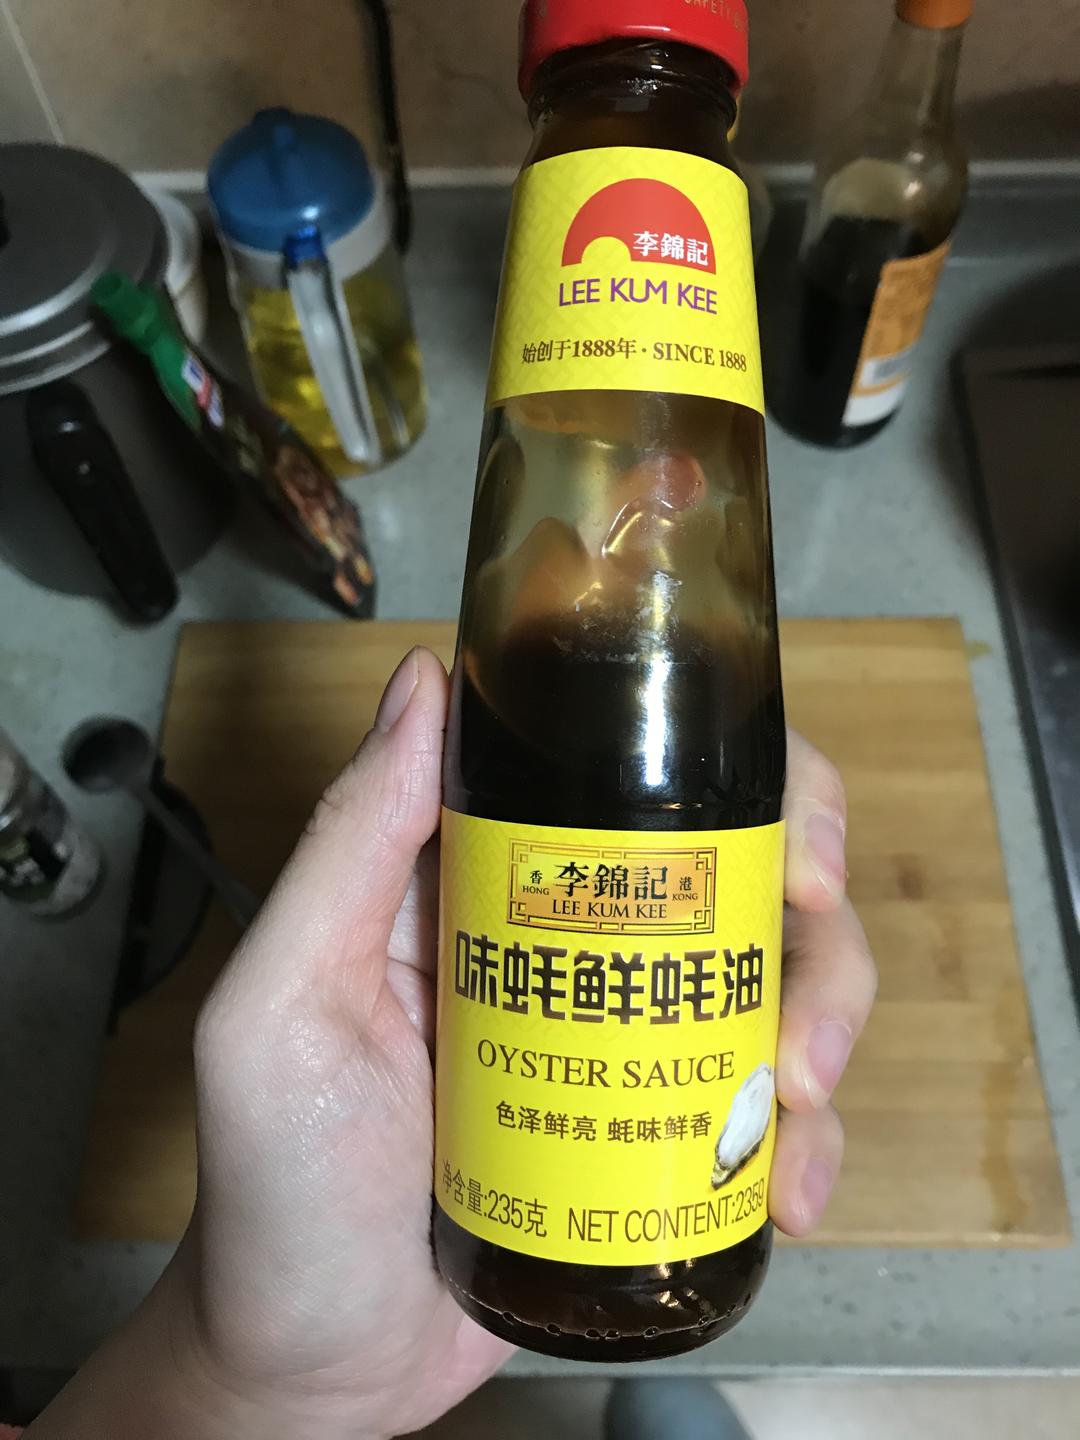 SAFETY BU
李錦記
LEE KUM KEE
始创于1888年·SINCE 1888
香 李錦記 港
HONG LEE KUM KEE KONG
味蚝鲜蚝油
OYSTER SAUCE
色泽鲜亮 蚝味鲜香
净含量:235克 NET CONTENT:235g